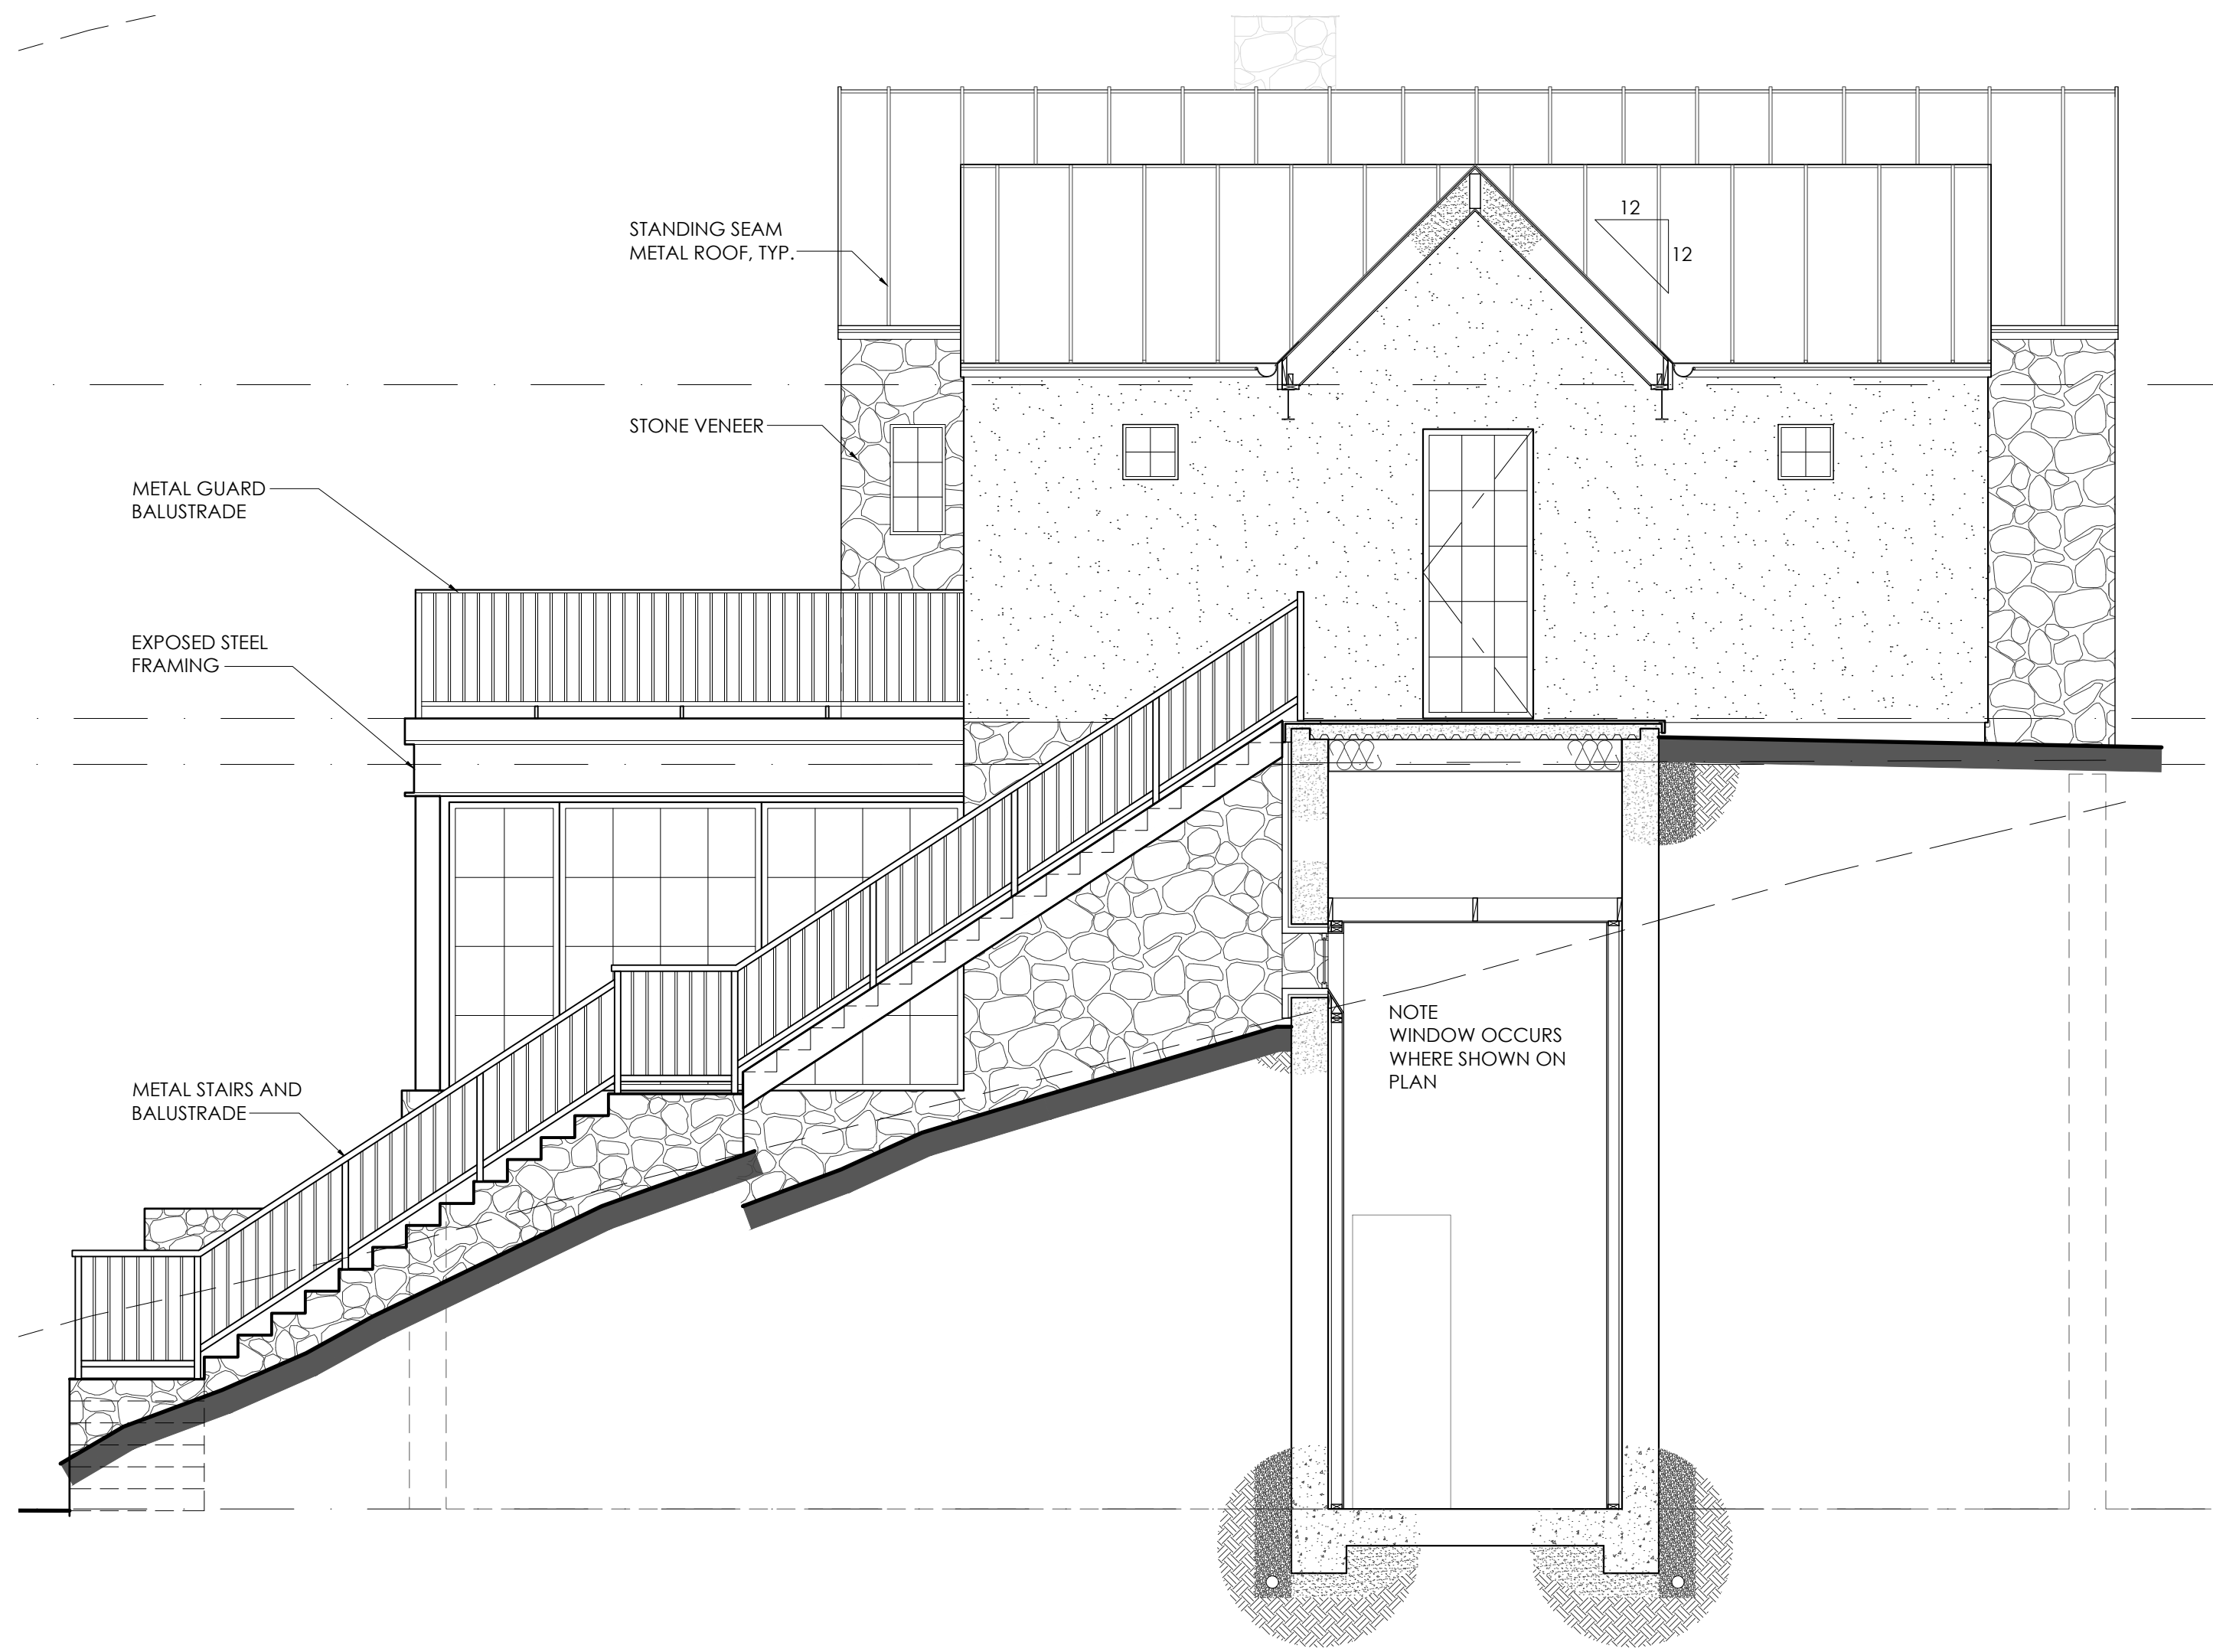 STANDING SEAM
METAL ROOF, TYP.
12
12
STONE VENEER
METAL GUARD
BALUSTRADE
EXPOSED STEEL
FRAMING
NOTE
WINDOW OCCURS
WHERE SHOWN ON
PLAN
METAL STAIRS AND
BALUSTRADE